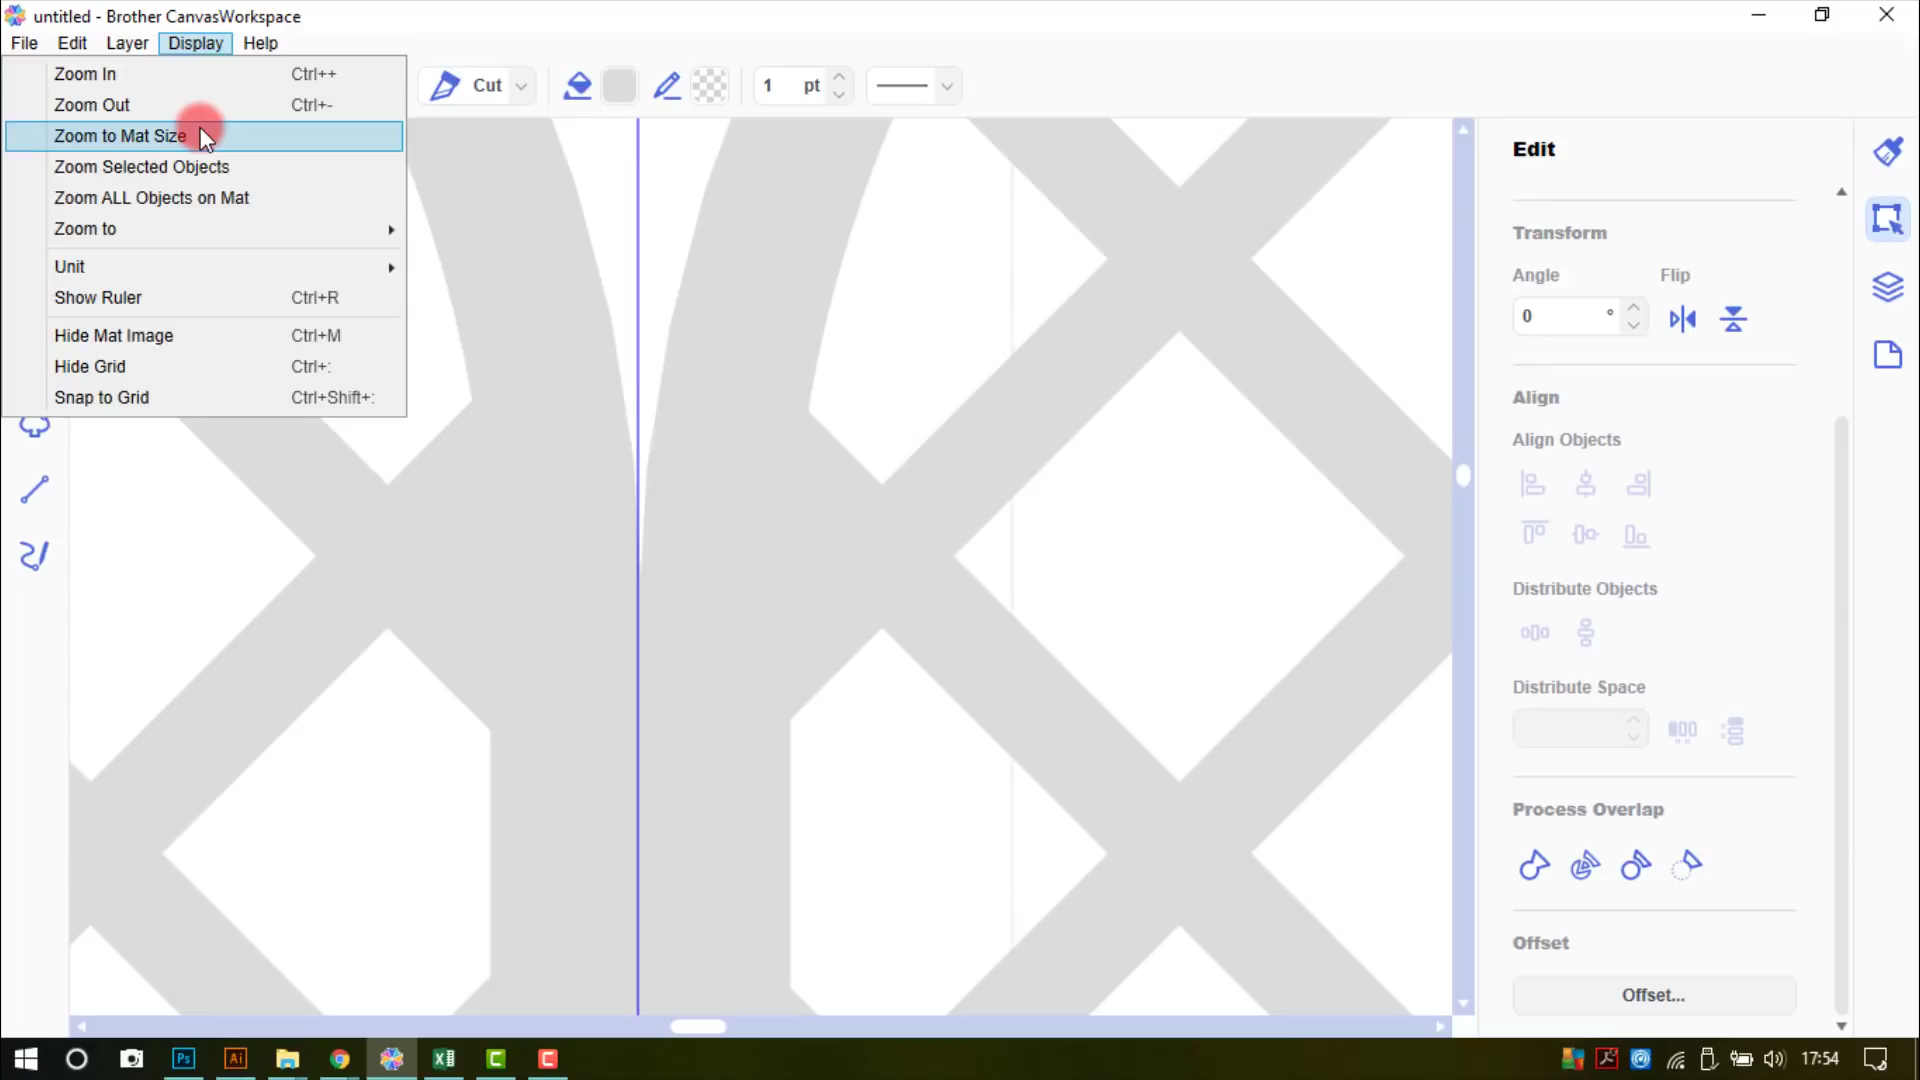 untitled - Brother CanvasWorkspace
File Edit Layer Display Help
Zoom In Ctrl++
Zoom Out Ctrl+-
Zoom to Mat Size
Zoom Selected Objects
Zoom ALL Objects on Mat
Zoom to
Unit
Show Ruler Ctrl+R
Hide Mat Image Ctrl+M
Hide Grid Ctrl+:
Snap to Grid Ctrl+Shift+:
Cut
1 pt
Edit
Transform
Angle Flip
0 °
Align
Align Objects
Distribute Objects
Distribute Space
Process Overlap
Offset
Offset...
Ps
Ai
17:54